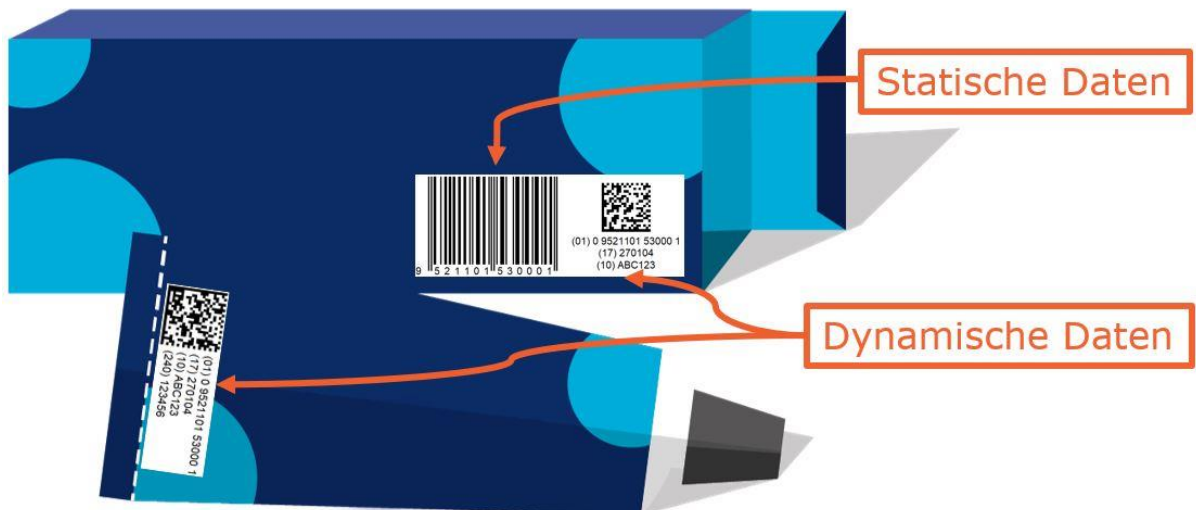 Statische Daten
(01) 0 9521101 53000 1
(17) 270104
(10) ABC123
9 521101 530001
Dynamische Daten
(01) 0 9521101 53000 1
(17) 270104
(10) ABC123
(240) 123456